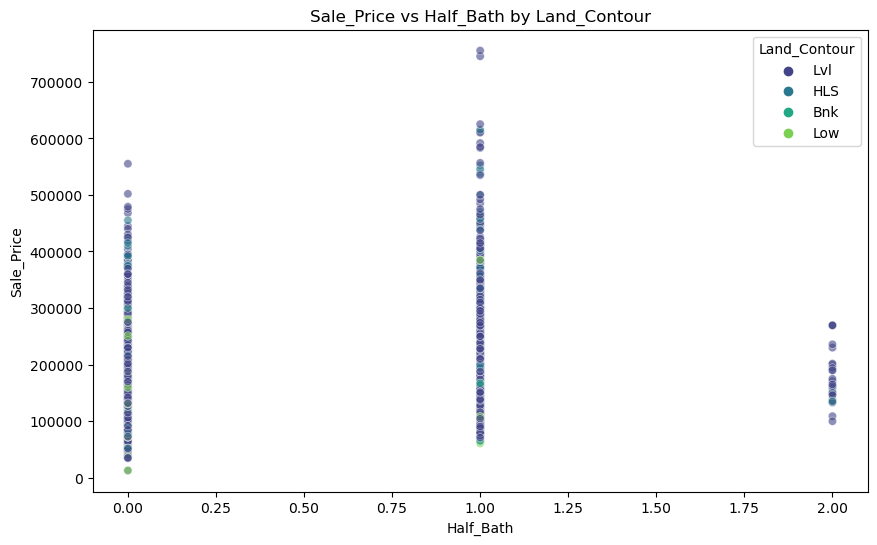 Sale_Price vs Half_Bath by Land_Contour
Land_Contour
Lvl
HLS
Bnk
Low
Sale_Price
700000
600000
500000
400000
300000
200000
100000
0
0.00 0.25 0.50 0.75 1.00 1.25 1.50 1.75 2.00
Half_Bath